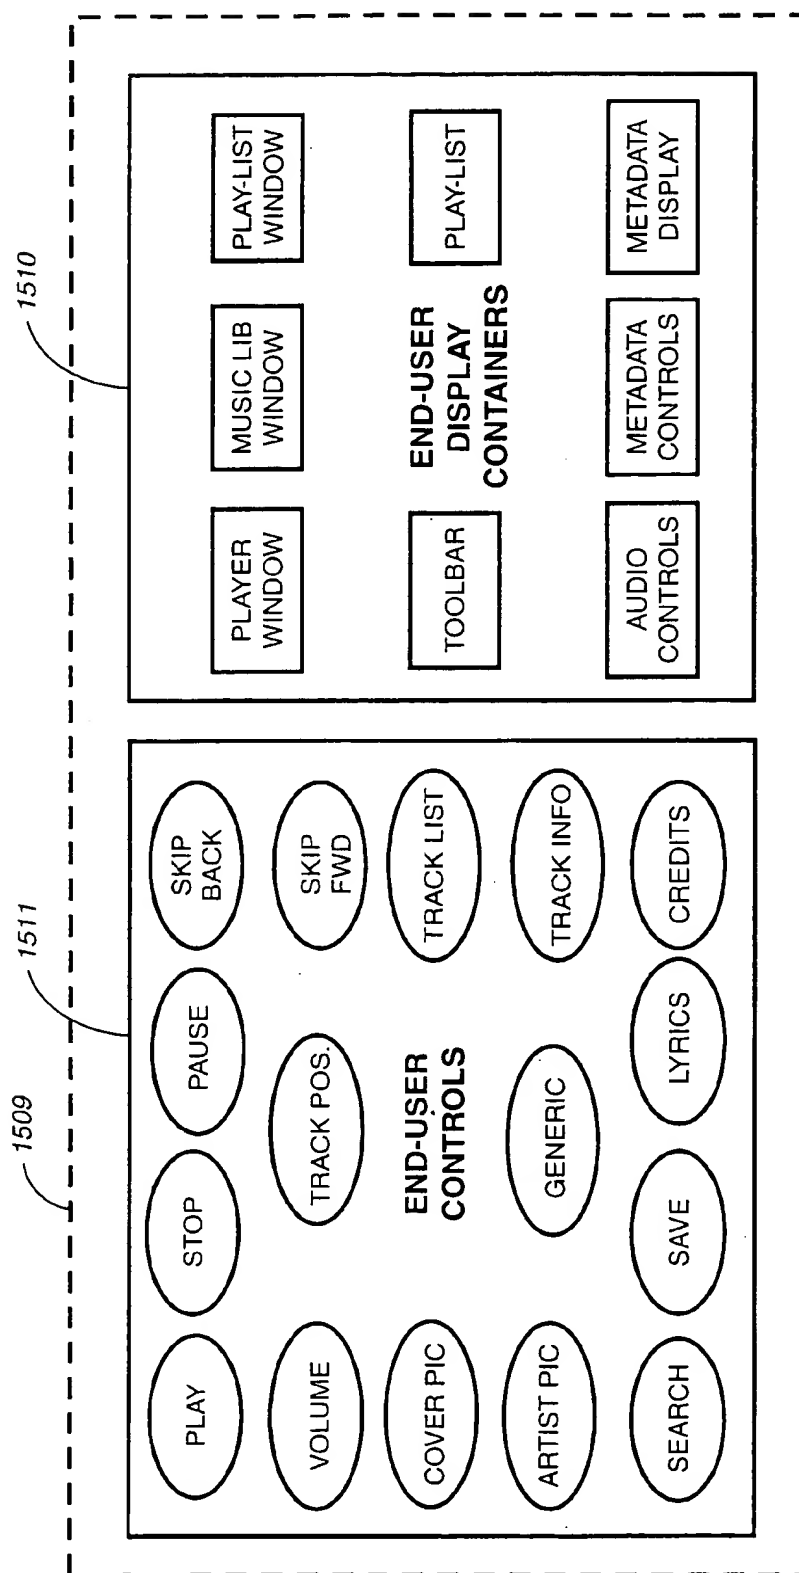 1509
1511
PLAY
STOP
PAUSE
SKIP
BACK
VOLUME
TRACK POS.
SKIP
FWD
COVER PIC
END-USER
CONTROLS
TRACK LIST
ARTIST PIC
GENERIC
TRACK INFO
SEARCH
SAVE
LYRICS
CREDITS
1510
PLAYER
WINDOW
MUSIC LIB
WINDOW
PLAY-LIST
WINDOW
TOOLBAR
END-USER
DISPLAY
CONTAINERS
PLAY-LIST
AUDIO
CONTROLS
METADATA
CONTROLS
METADATA
DISPLAY